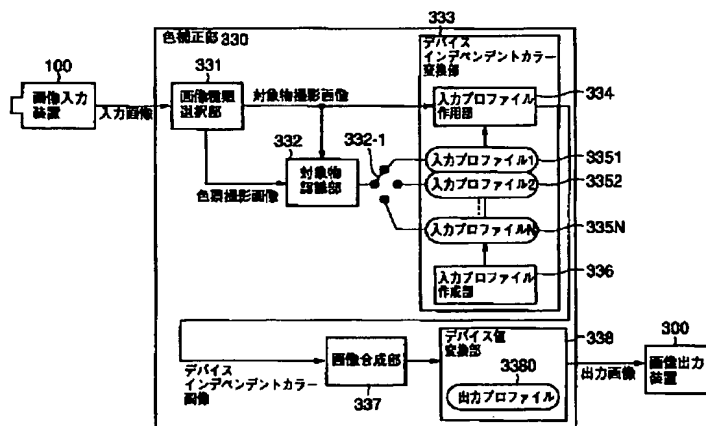 色補正部 330
333
デバイス
インデペンデントカラー
変換部
100
画像入力
装置
入力画像
331
画像種類
選択部
対象物撮影画像
入力プロファイル
作用部
334
332
332-1
対象物
認識部
色票撮影画像
入力プロファイル1
3351
入力プロファイル2
3352
入力プロファイルN
335N
入力プロファイル
作成部
336
デバイス
インデペンデントカラー
画像
画像合成部
337
デバイス値
変換部
338
3380
出力プロファイル
出力画像
300
画像出力
装置